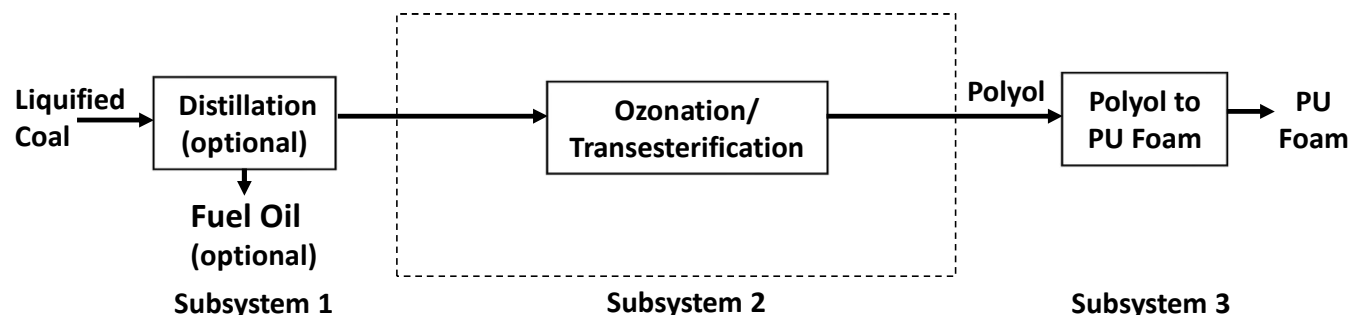 Liquified
Coal
Distillation
(optional)
Fuel Oil
(optional)
Subsystem 1
Ozonation/
Transesterification
Subsystem 2
Polyol
Polyol to
PU Foam
PU
Foam
Subsystem 3